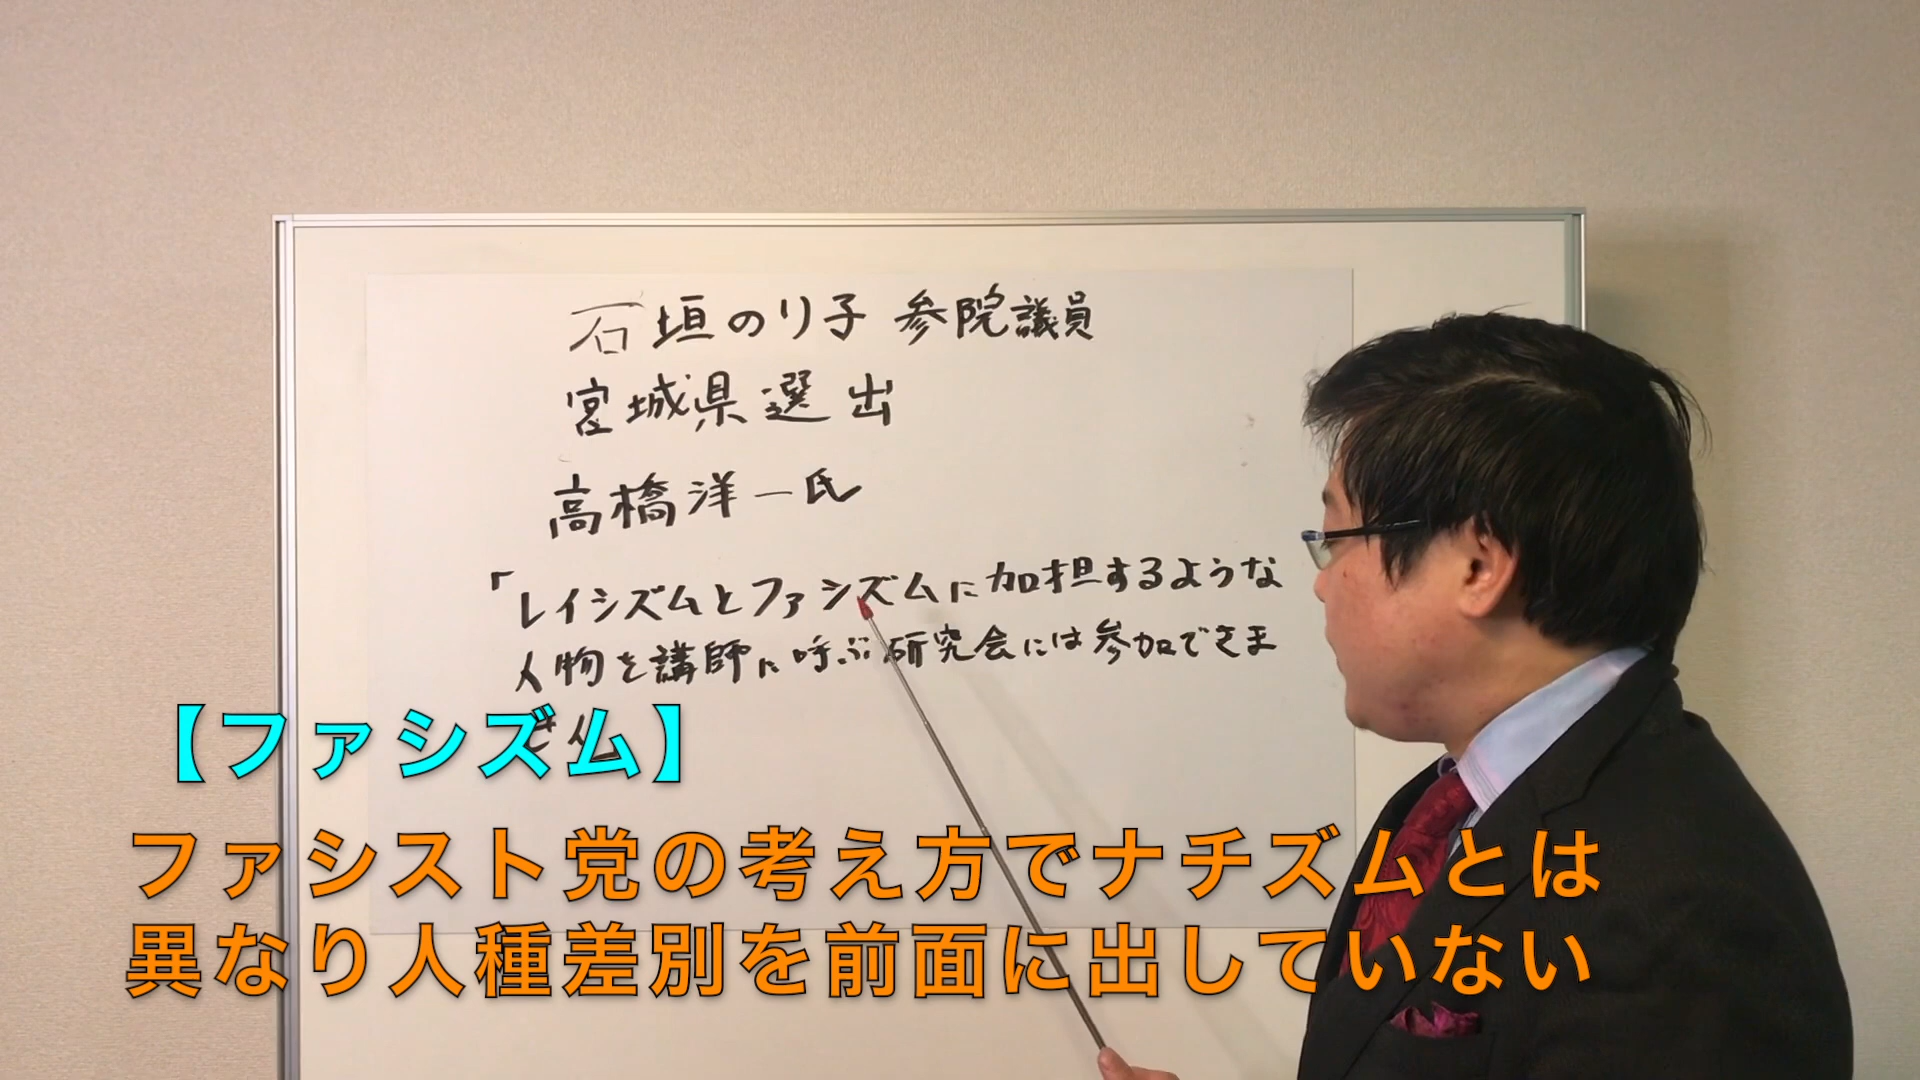 石垣のり子 参院議員
宮城県選出
高橋洋一氏
「レイシズムとファシズムに加担するような
人物を講師に呼ぶ研究会には参加できま
せん
【ファシズム】
ファシスト党の考え方でナチズムとは
異なり人種差別を前面に出していない